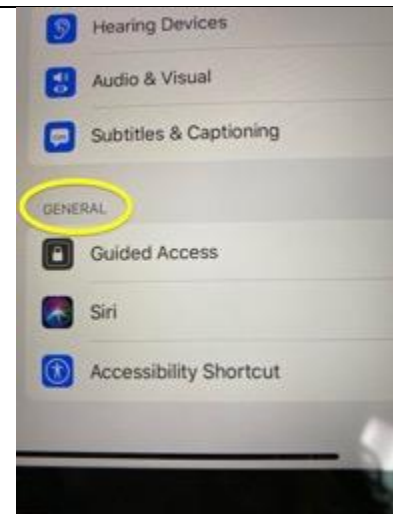 Hearing Devices
Audio & Visual
Subtitles & Captioning
GENERAL
Guided Access
Siri
Accessibility Shortcut